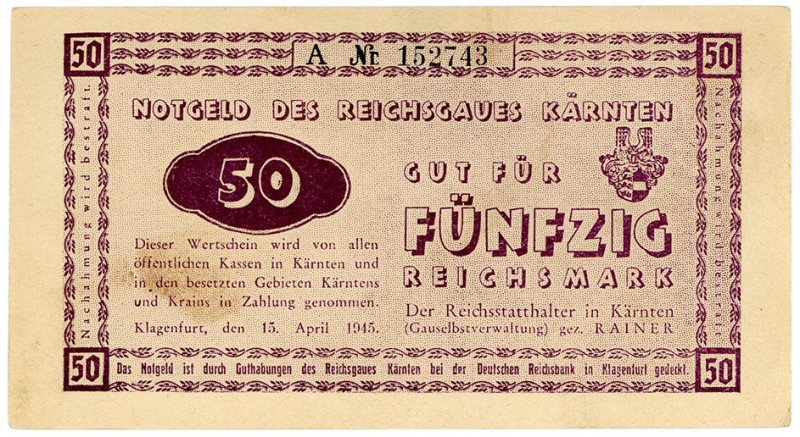 50
A Nr 152743
50
NOTGELD DES REICHSGAUES KÄRNTEN
50
GUT FÜR
FÜNFZIG
REICHSMARK
Dieser Wertschein wird von allen
öffentlichen Kassen in Kärnten und
in den besetzten Gebieten Kärntens
und Krains in Zahlung genommen.
Klagenfurt, den 15. April 1945.
Der Reichsstatthalter in Kärnten
(Gauselbstverwaltung) gez. RAINER
Nachahmung wird bestraft.
Nachahmung wird bestraft
50
Das Notgeld ist durch Guthabungen des Reichsgaues Kärnten bei der Deutschen Reichsbank in Klagenfurt gedeckt.
50